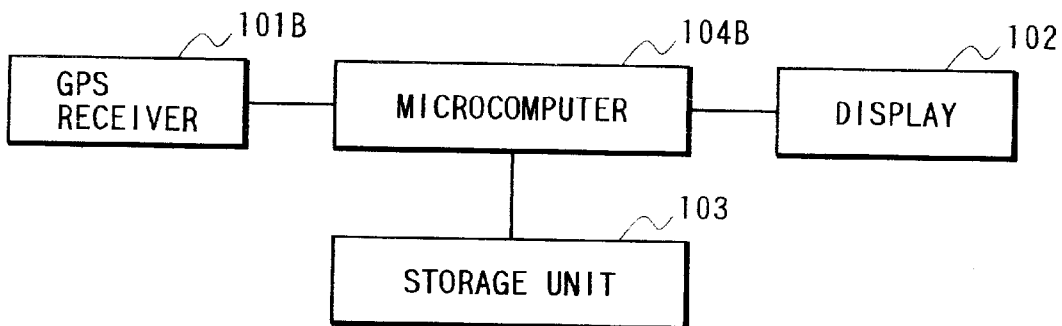 101B
104B
102
GPS
RECEIVER
MICROCOMPUTER
DISPLAY
103
STORAGE UNIT